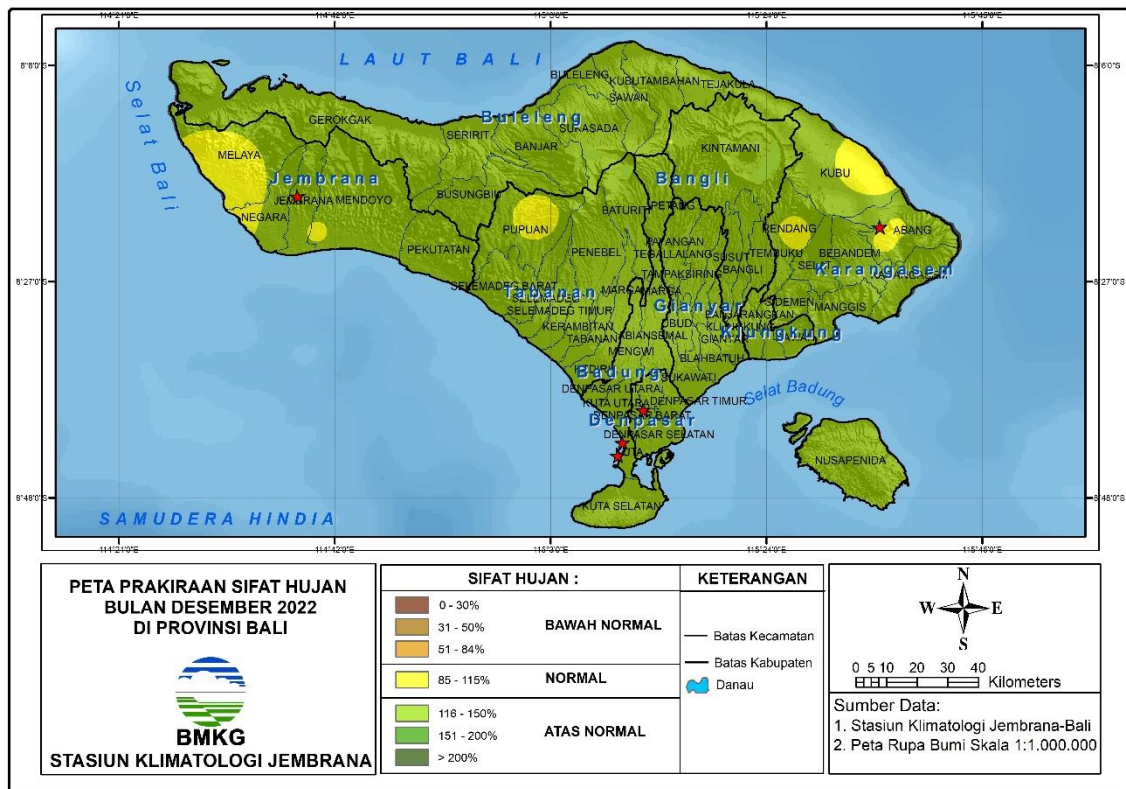 114°21'0"E 114°42'0"E 115°3'0"E 115°24'0"E 115°45'0"E
8°6'0"S
LAUT BALI
Selat Bali
BULELENG
KUBUTAMBAHAN
TEJAKULA
SAWAN
GEROKGAK
Buleleng
SERIRIT
SUKASADA
BANJAR
KINTAMANI
MELAYA
KUBU
Jembrana
Bangli
BUSUNGBIU
JEMBRANA MENDOYO
NEGARA
BATURITI
PETANG
PUPUAN
RENDANG
ABANG
PEKUTATAN
PENEBEL
PAYANGAN
TEGALLALANG
SUSUT
TEMBUKU
BEBANDEM
SELAT
Karangasem
KARANGASEM
TAMPAKSIRING
BANGLI
8°27'0"S 8°27'0"S
SELEMADEG BARAT
Tabanan
SELEMADEG
MARGA
SELEMADEG TIMUR
Gianyar
SIDEMEN
MANGGIS
BANJARANGKAN
KERAMBITAN
UBUD
KLUNGKUNG
Klungkung
TABANAN
ABIANSEMAL
GIANYAR
MENGWI
BLAHBATUH
KEDIRI
Badung
SUKAWATI
Selat Badung
DENPASAR UTARA
KUTA UTARA
DENPASAR TIMUR
DENPASAR BARAT
Denpasar
DENPASAR SELATAN
KUTA
NUSAPENIDA
8°48'0"S 8°48'0"S
KUTA SELATAN
SAMUDERA HINDIA
114°21'0"E 114°42'0"E 115°3'0"E 115°24'0"E 115°45'0"E
PETA PRAKIRAAN SIFAT HUJAN
BULAN DESEMBER 2022
DI PROVINSI BALI
BMKG
STASIUN KLIMATOLOGI JEMBRANA
SIFAT HUJAN :
0 - 30%
31 - 50%
51 - 84%
BAWAH NORMAL
85 - 115%
NORMAL
116 - 150%
151 - 200%
> 200%
ATAS NORMAL
KETERANGAN
Batas Kecamatan
Batas Kabupaten
Danau
N
W E
S
0 5 10 20 30 40
Kilometers
Sumber Data:
1. Stasiun Klimatologi Jembrana-Bali
2. Peta Rupa Bumi Skala 1:1.000.000